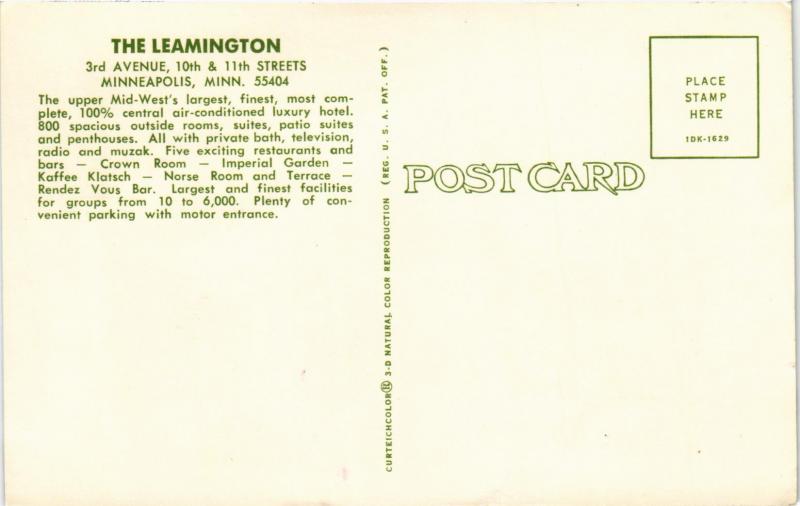 THE LEAMINGTON
3rd AVENUE, 10th & 11th STREETS
MINNEAPOLIS, MINN. 55404
The upper Mid-West's largest, finest, most com-
plete, 100% central air-conditioned luxury hotel.
800 spacious outside rooms, suites, patio suites
and penthouses. All with private bath, television,
radio and muzak. Five exciting restaurants and
bars — Crown Room — Imperial Garden —
Kaffee Klatsch — Norse Room and Terrace —
Rendez Vous Bar. Largest and finest facilities
for groups from 10 to 6,000. Plenty of con-
venient parking with motor entrance.
CURTEICHCOLOR® 3-D NATURAL COLOR REPRODUCTION (REG. U. S. A. PAT. OFF.)
POST CARD
PLACE
STAMP
HERE
1DK-1629